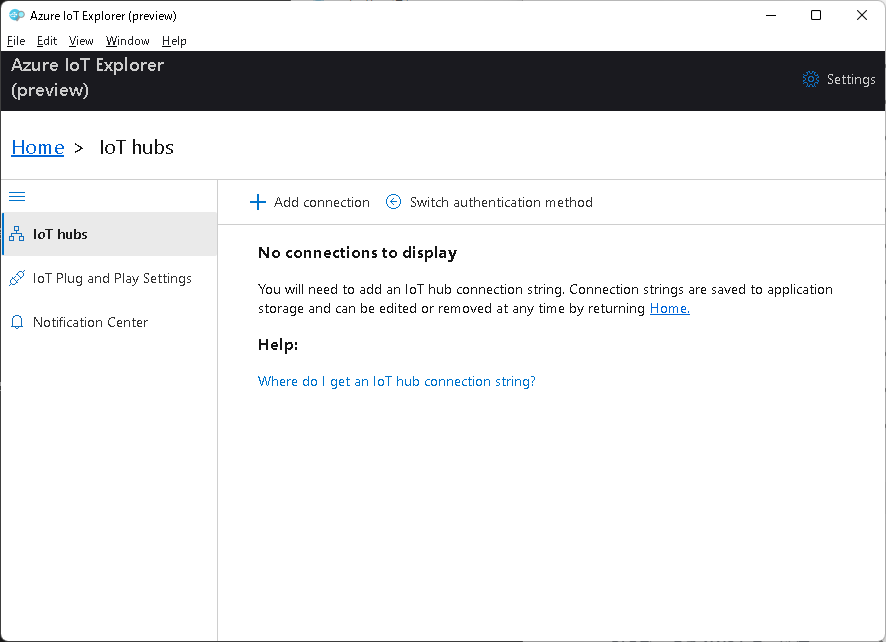 Azure IoT Explorer (preview)
File Edit View Window Help
Azure IoT Explorer
(preview)
Settings
Home > IoT hubs
Add connection Switch authentication method
IoT hubs
IoT Plug and Play Settings
Notification Center
No connections to display
You will need to add an IoT hub connection string. Connection strings are saved to application
storage and can be edited or removed at any time by returning Home.
Help:
Where do I get an IoT hub connection string?